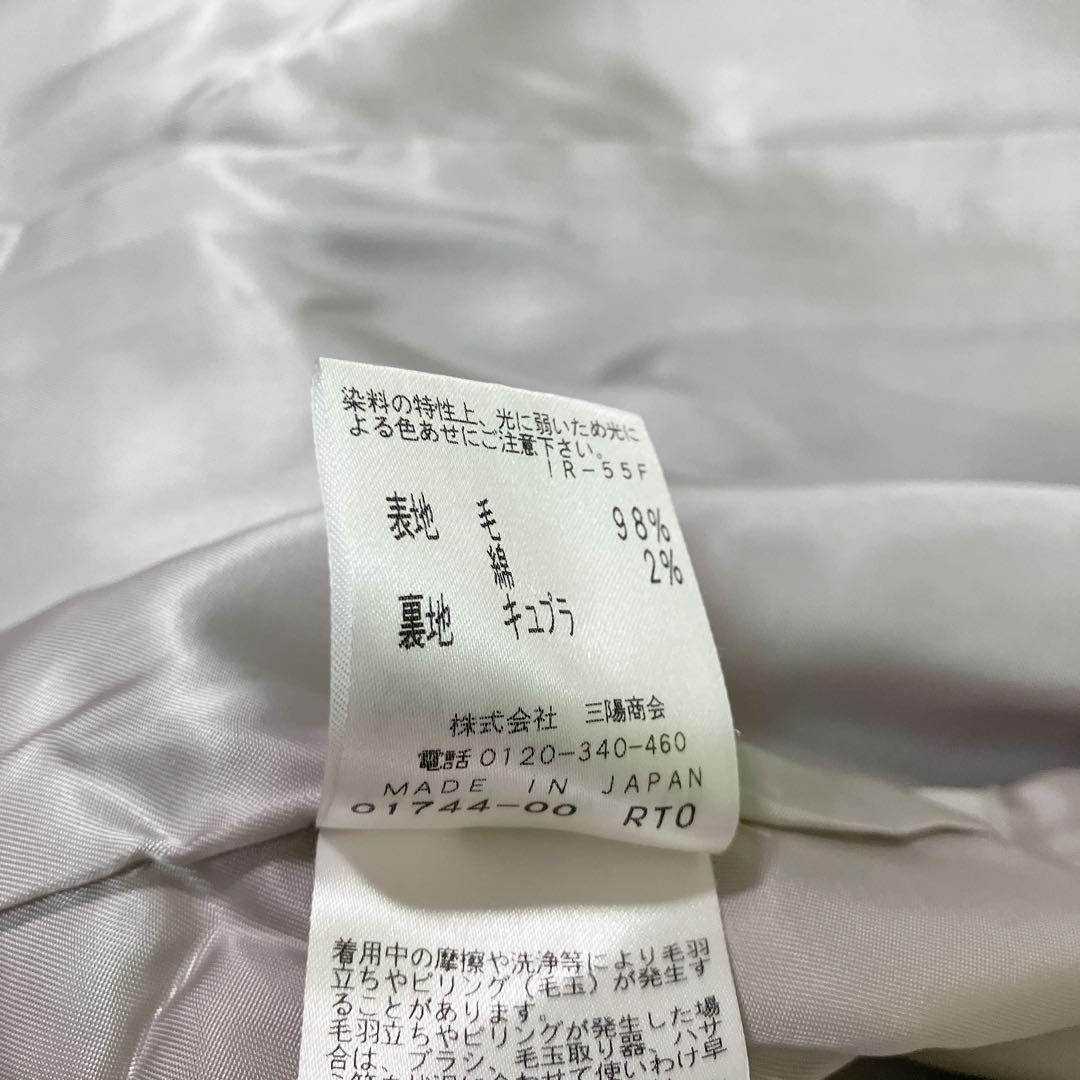 染料の特性上、光に弱いため光に
よる色あせにご注意下さい。
IR-55F
表地 毛 98%
綿 2%
裏地 キュプラ
株式会社 三陽商会
電話0120-340-460
MADE IN JAPAN
01744-00 RTO
着用中の摩擦や洗浄等により毛羽
立ちやピリング(毛玉)が発生す
ることがあります。
毛羽立ちやピリングが発生した場
合は、ブラシ、毛玉取り器、ハサ